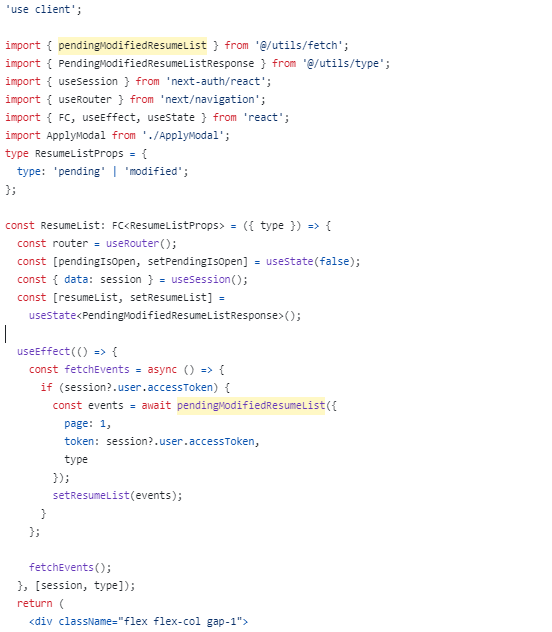 'use client';
import { pendingModifiedResumeList } from '@/utils/fetch';
import { PendingModifiedResumeListResponse } from '@/utils/type';
import { useSession } from 'next-auth/react';
import { useRouter } from 'next/navigation';
import { FC, useEffect, useState } from 'react';
import ApplyModal from './ApplyModal';
type ResumeListProps = {
  type: 'pending' | 'modified';
};
const ResumeList: FC<ResumeListProps> = ({ type }) => {
  const router = useRouter();
  const [pendingIsOpen, setPendingIsOpen] = useState(false);
  const { data: session } = useSession();
  const [resumeList, setResumeList] =
    useState<PendingModifiedResumeListResponse>();
  useEffect(() => {
    const fetchEvents = async () => {
      if (session?.user.accessToken) {
        const events = await pendingModifiedResumeList({
          page: 1,
          token: session?.user.accessToken,
          type
        });
        setResumeList(events);
      }
    };
    fetchEvents();
  }, [session, type]);
  return (
    <div className="flex flex-col gap-1">